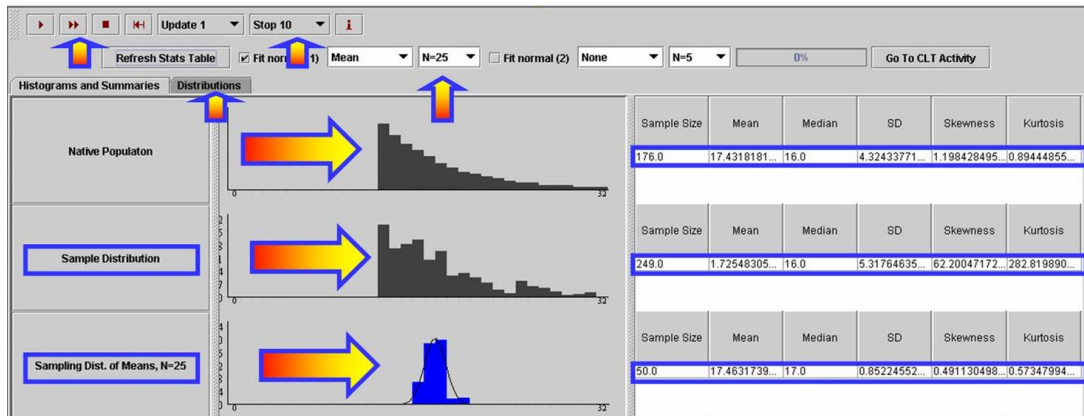 Update 1 Stop 10 i
Refresh Stats Table Fit nor 1) Mean N=25 Fit normal (2) None N=5 0% Go To CLT Activity
Histograms and Summaries Distributions
Native Populaton
0 32
Sample Size Mean Median SD Skewness Kurtosis
176.0 17.4318181... 16.0 4.32433771... 1.198428495... 0.89444855...
Sample Distribution
0 32
Sample Size Mean Median SD Skewness Kurtosis
249.0 1.72548305... 16.0 5.31764635... 62.20047172... 282.819890...
Sampling Dist. of Means, N=25
0 32
Sample Size Mean Median SD Skewness Kurtosis
50.0 17.4631739... 17.0 0.85224552... 0.491130498... 0.57347994...